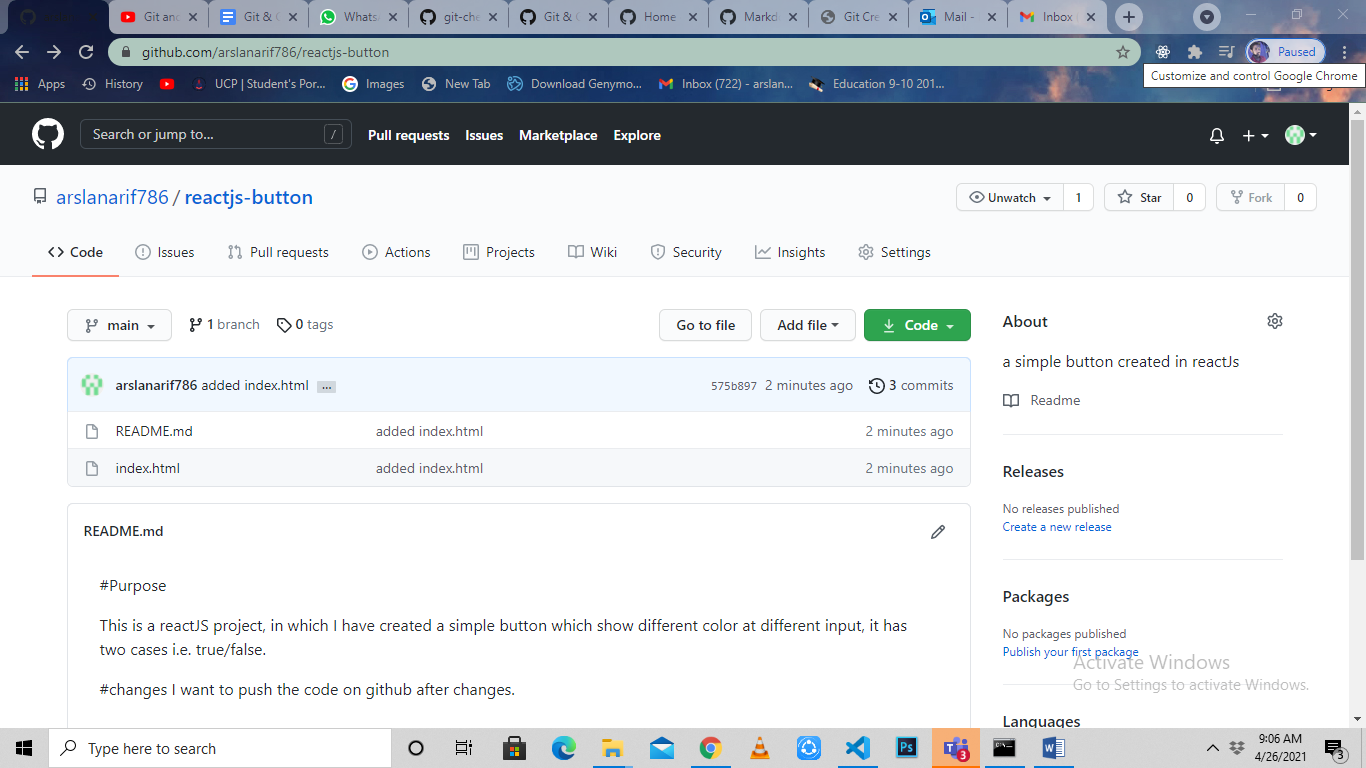 Git and
Git & C
Whats
git-che
Git & C
Home
Markd
Git Cre
Mail -
Inbox
github.com/arslanarif786/reactjs-button
Paused
Customize and control Google Chrome
Apps
History
UCP | Student's Por...
Images
New Tab
Download Genymo...
Inbox (722) - arslan...
Education 9-10 201...
Search or jump to...
/
Pull requests
Issues
Marketplace
Explore
arslanarif786 / reactjs-button
Unwatch
1
Star
0
Fork
0
Code
Issues
Pull requests
Actions
Projects
Wiki
Security
Insights
Settings
main
1 branch
0 tags
Go to file
Add file
Code
arslanarif786 added index.html ...
575b897 2 minutes ago
3 commits
README.md
added index.html
2 minutes ago
index.html
added index.html
2 minutes ago
README.md
#Purpose
This is a reactJS project, in which I have created a simple button which show different color at different input, it has
two cases i.e. true/false.
#changes I want to push the code on github after changes.
About
a simple button created in reactJs
Readme
Releases
No releases published
Create a new release
Packages
No packages published
Publish your first package
Activate Windows
Go to Settings to activate Windows.
Languages
Type here to search
Ps
3
9:06 AM
4/26/2021
3